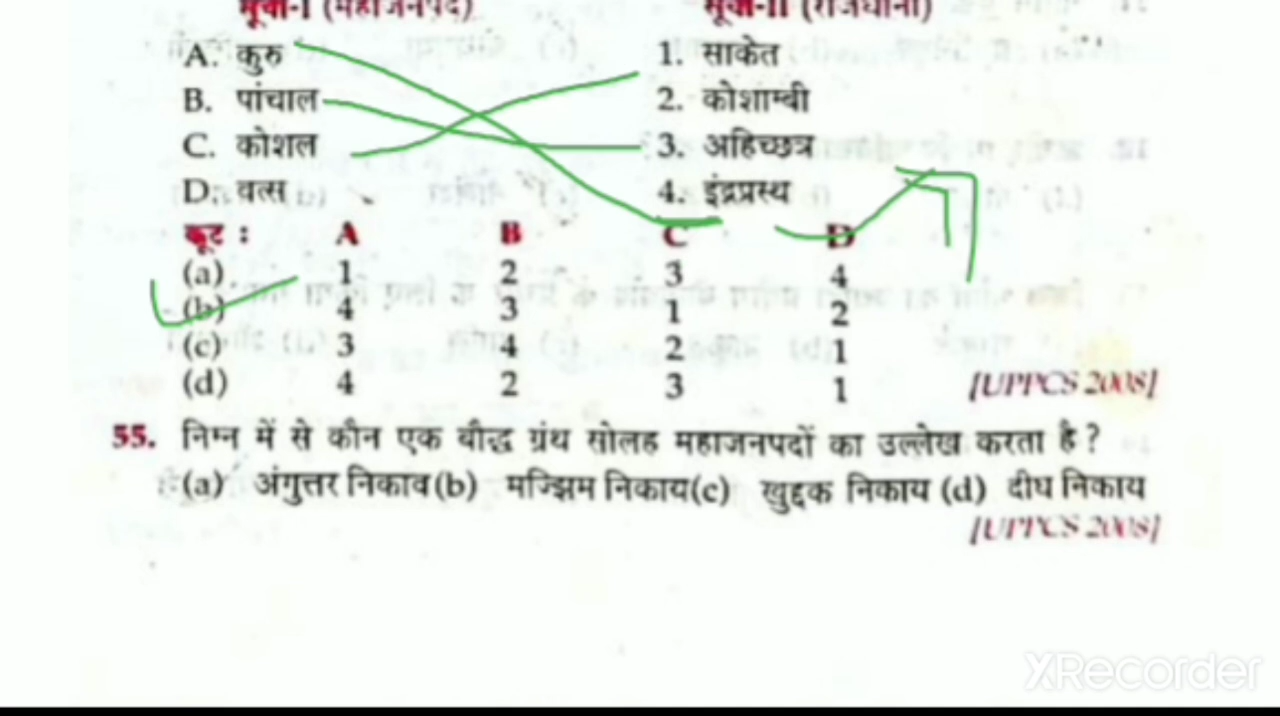 सूची-I (महाजनपद) सूची-II (राजधानी)
A. कुरु 1. साकेत
B. पांचाल 2. कोशाम्बी
C. कोशल 3. अहिच्छत्र
D. वत्स 4. इंद्रप्रस्थ
कूट : A B C D
(a) 1 2 3 4
(b) 4 3 1 2
(c) 3 4 2 1
(d) 4 2 3 1 [UPPCS 2008]
55. निम्न में से कौन एक बौद्ध ग्रंथ सोलह महाजनपदों का उल्लेख करता है ?
(a) अंगुत्तर निकाय (b) मज्झिम निकाय (c) खुद्दक निकाय (d) दीघ निकाय
[UPPCS 2008]
XRecorder